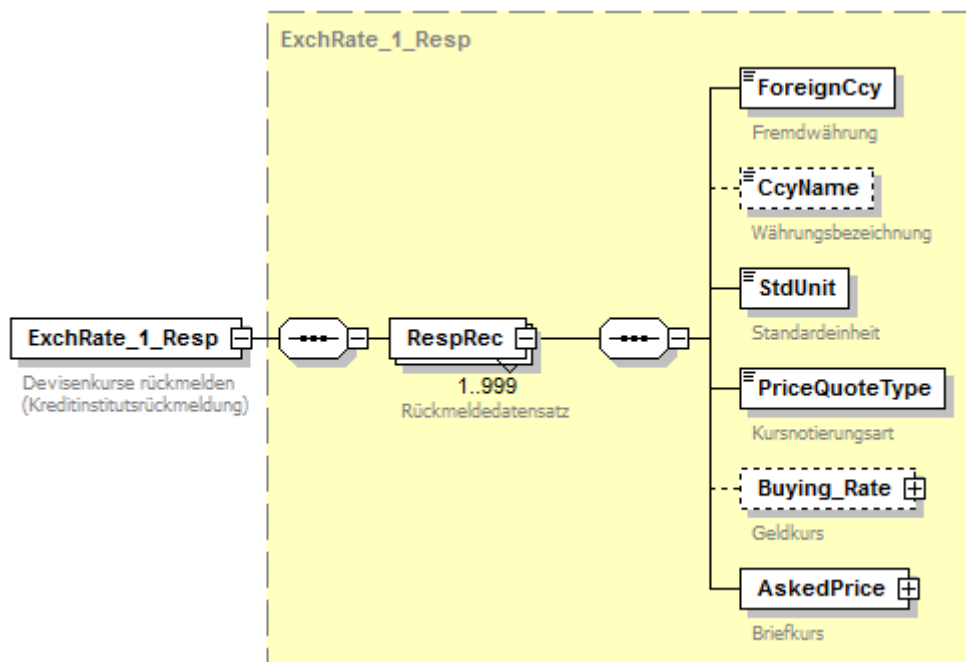 ExchRate_1_Resp
ForeignCcy
Fremdwährung
CcyName
Währungsbezeichnung
StdUnit
Standardeinheit
ExchRate_1_Resp
Devisenkurse rückmelden
(Kreditinstitutsrückmeldung)
RespRec
1..999
Rückmeldedatensatz
PriceQuoteType
Kursnotierungsart
Buying_Rate
Geldkurs
AskedPrice
Briefkurs